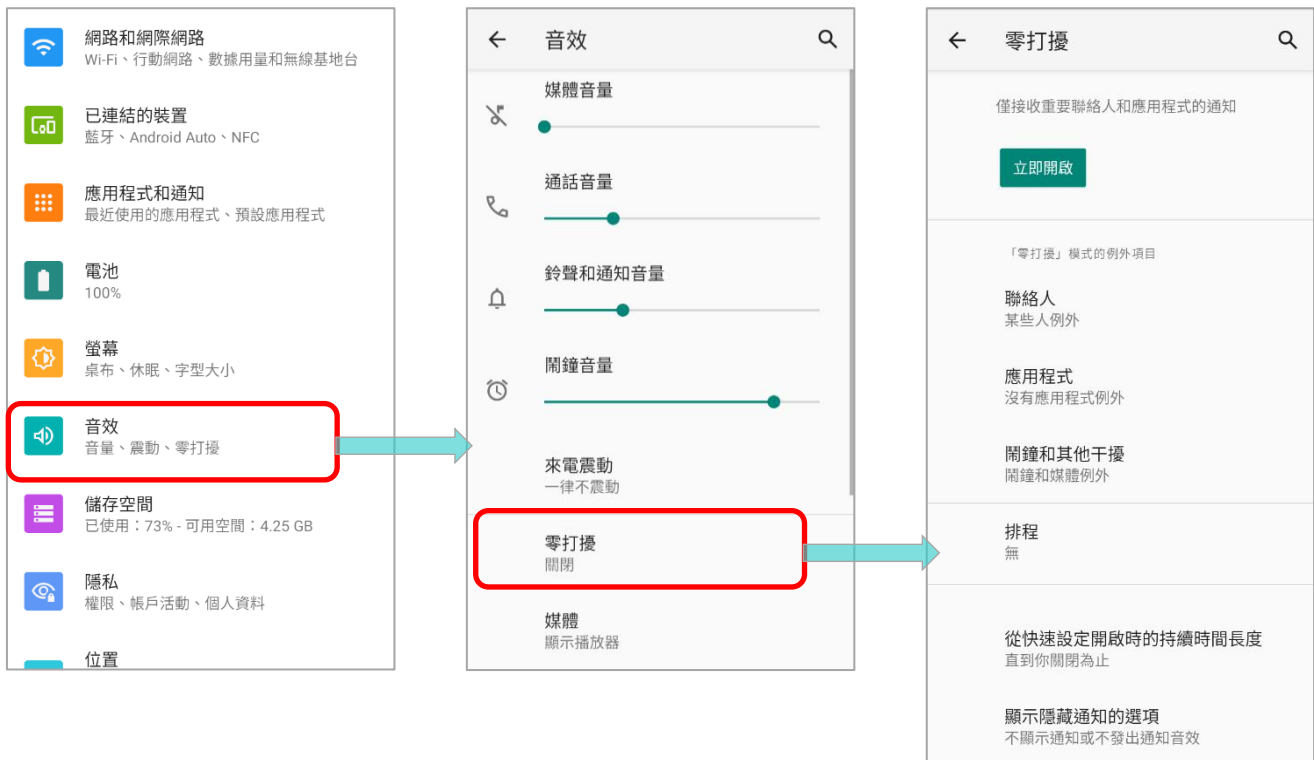 網路和網際網路
Wi-Fi、行動網路、數據用量和無線基地台
已連結的裝置
藍牙、Android Auto、NFC
應用程式和通知
最近使用的應用程式、預設應用程式
電池
100%
螢幕
桌布、休眠、字型大小
音效
音量、震動、零打擾
儲存空間
已使用：73% - 可用空間：4.25 GB
隱私
權限、帳戶活動、個人資料
位置
音效
媒體音量
通話音量
鈴聲和通知音量
鬧鐘音量
來電震動
一律不震動
零打擾
關閉
媒體
顯示播放器
零打擾
僅接收重要聯絡人和應用程式的通知
立即開啟
「零打擾」模式的例外項目
聯絡人
某些人例外
應用程式
沒有應用程式例外
鬧鐘和其他干擾
鬧鐘和媒體例外
排程
無
從快速設定開啟時的持續時間長度
直到你關閉為止
顯示隱藏通知的選項
不顯示通知或不發出通知音效